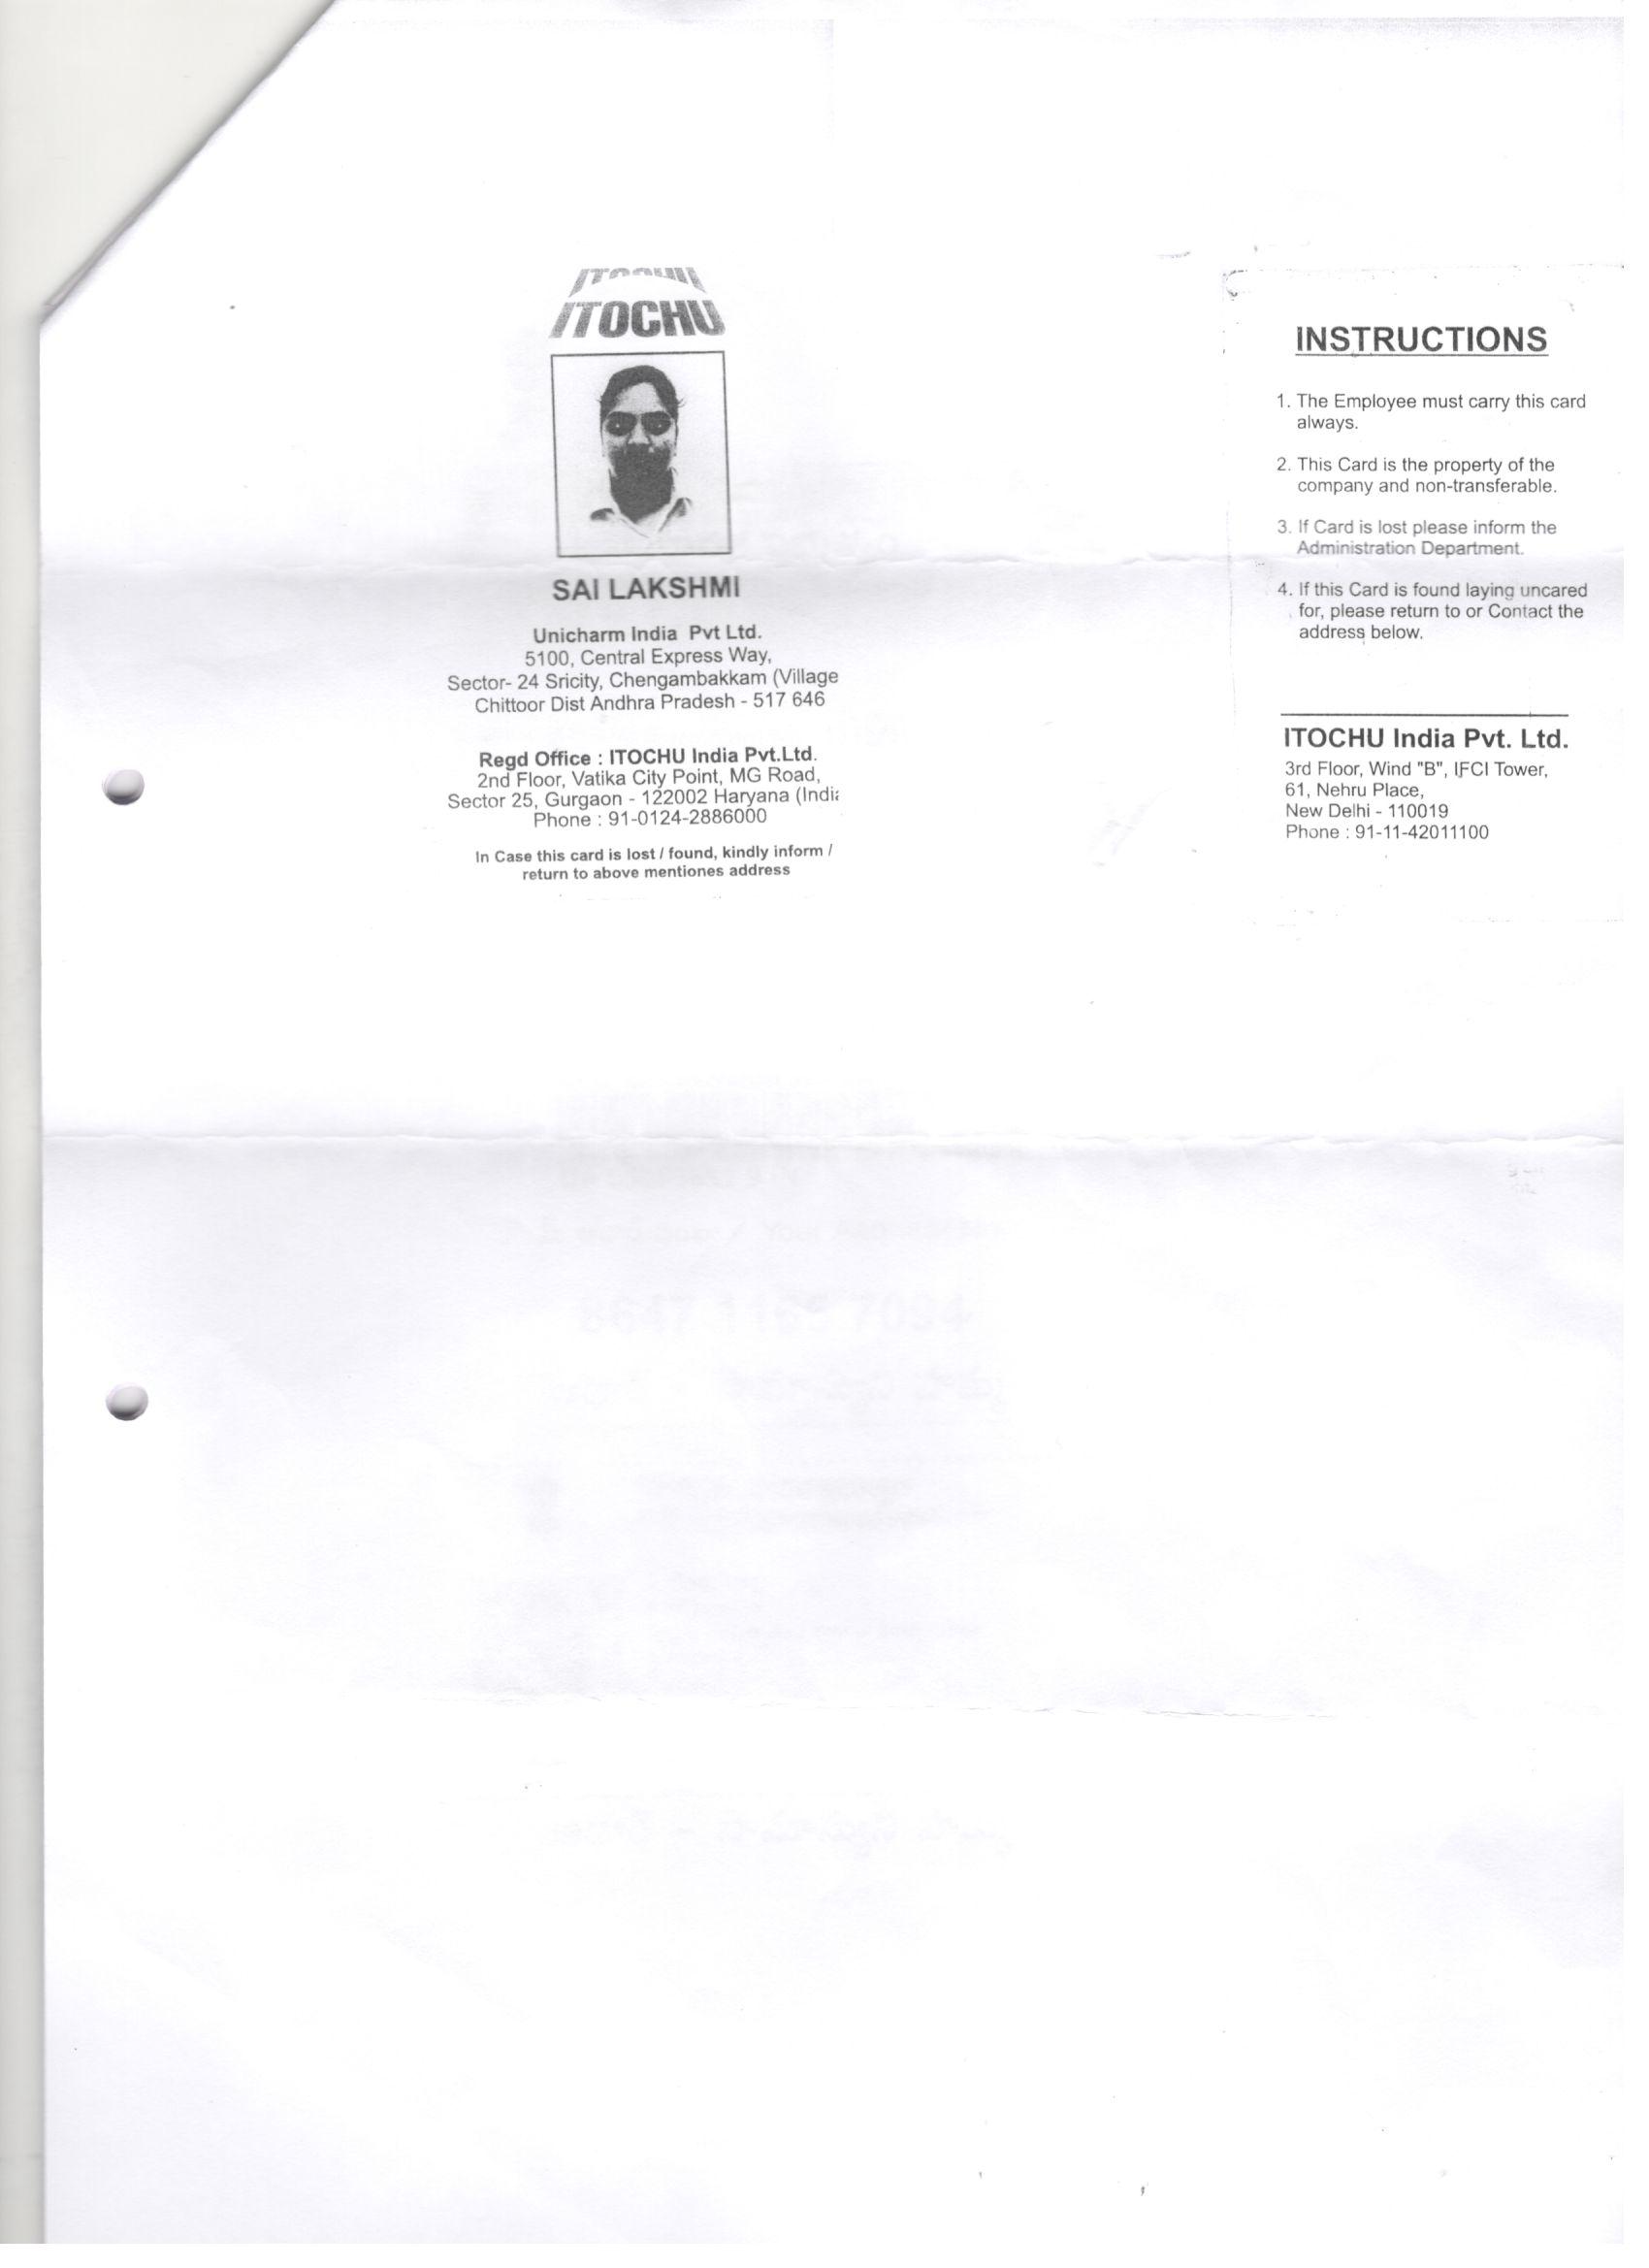 ITOCHU
ITOCHU
SAI LAKSHMI
Unicharm India Pvt Ltd.
5100, Central Express Way,
Sector- 24 Sricity, Chengambakkam (Village
Chittoor Dist Andhra Pradesh - 517 646
Regd Office : ITOCHU India Pvt.Ltd.
2nd Floor, Vatika City Point, MG Road,
Sector 25, Gurgaon - 122002 Haryana (India
Phone : 91-0124-2886000
In Case this card is lost / found, kindly inform /
return to above mentiones address
INSTRUCTIONS
1. The Employee must carry this card
always.
2. This Card is the property of the
company and non-transferable.
3. If Card is lost please inform the
Administration Department.
4. If this Card is found laying uncared
for, please return to or Contact the
address below.
ITOCHU India Pvt. Ltd.
3rd Floor, Wind "B", IFCI Tower,
61, Nehru Place,
New Delhi - 110019
Phone : 91-11-42011100